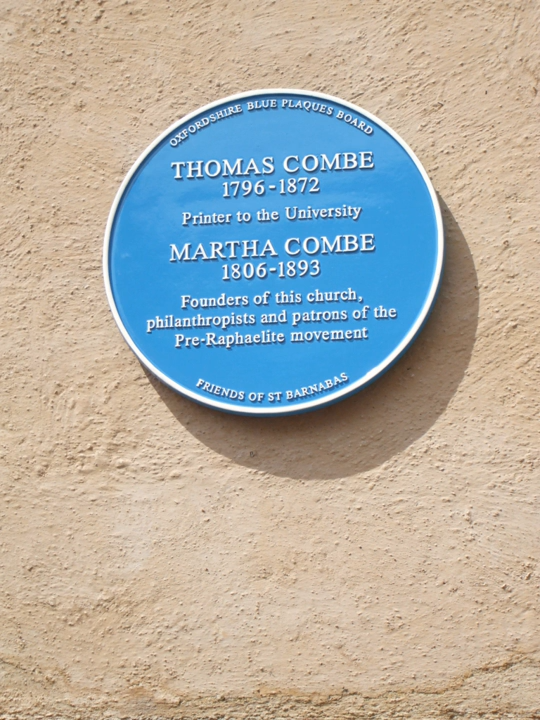 OXFORDSHIRE BLUE PLAQUES BOARD
THOMAS COMBE
1796-1872
Printer to the University
MARTHA COMBE
1806-1893
Founders of this church,
philanthropists and patrons of the
Pre-Raphaelite movement
FRIENDS OF ST BARNABAS